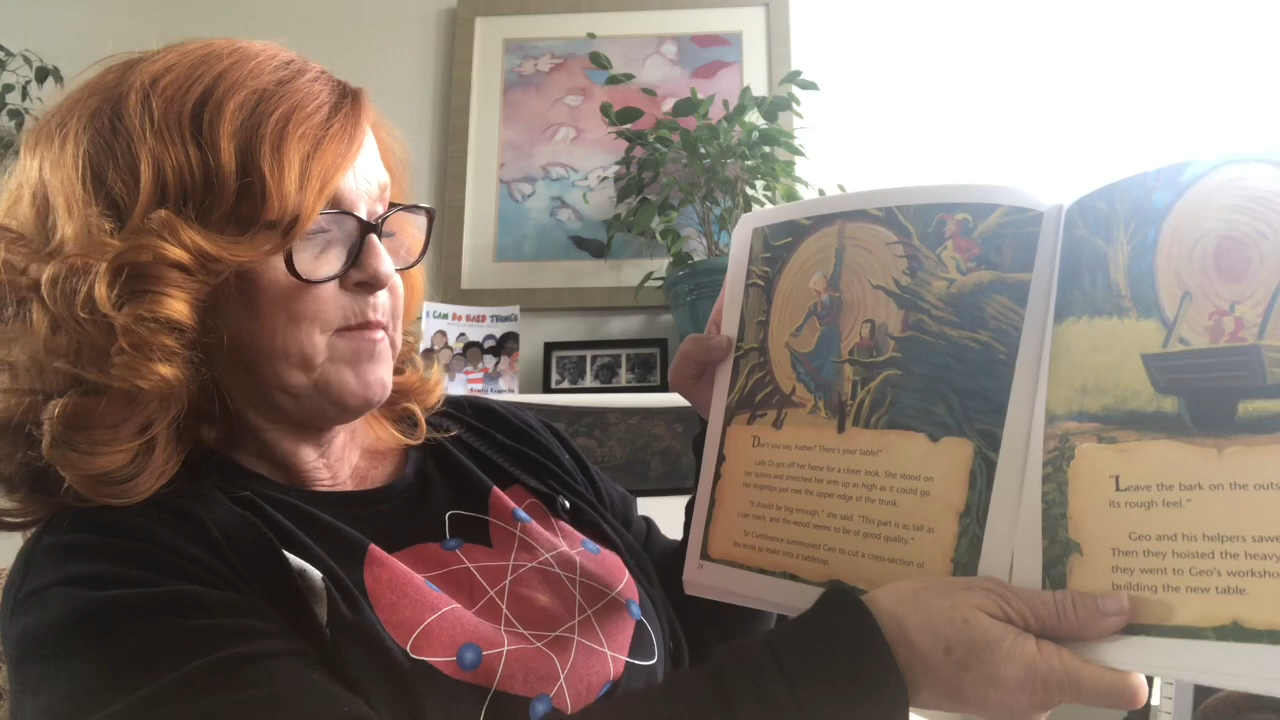 I CAN DO HARD THINGS
Gabi Garcia
"Don't you see, Father? There's your table!"
Lady Di got off her horse for a closer look. She stood on
her tiptoes and stretched her arm up as high as it could go.
Her fingertips just met the upper edge of the trunk.
"It should be big enough," she said. "This part is as tall as
I can reach, and the wood seems to be of good quality."
Sir Cumference summoned Geo to cut a cross-section of
the trunk to make into a tabletop.
24
"Leave the bark on the outs
its rough feel."
Geo and his helpers sawe
Then they hoisted the heavy
they went to Geo's worksho
building the new table.